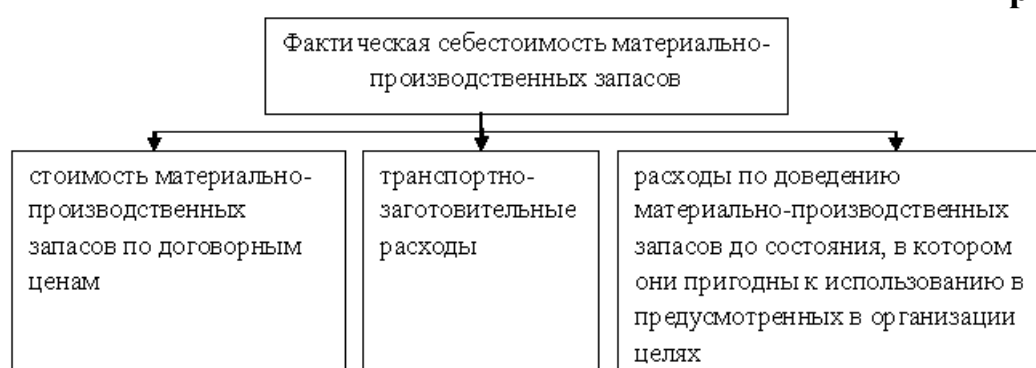 Фактическая себестоимость материально-
производственных запасов
стоимость материально-
производственных
запасов по договорным
ценам
транспортно-
заготовительные
расходы
расходы по доведению
материально-производственных
запасов до состояния, в котором
они пригодны к использованию в
предусмотренных в организации
целях